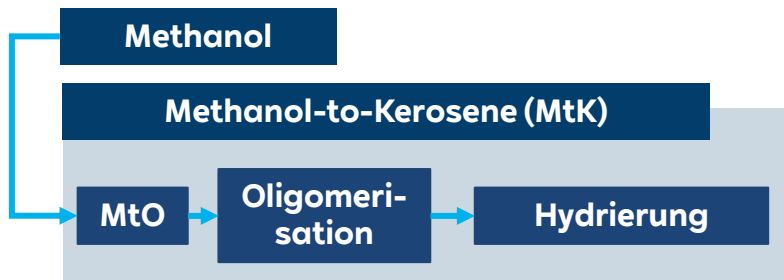 Methanol
Methanol-to-Kerosene (MtK)
MtO
Oligomeri-
sation
Hydrierung